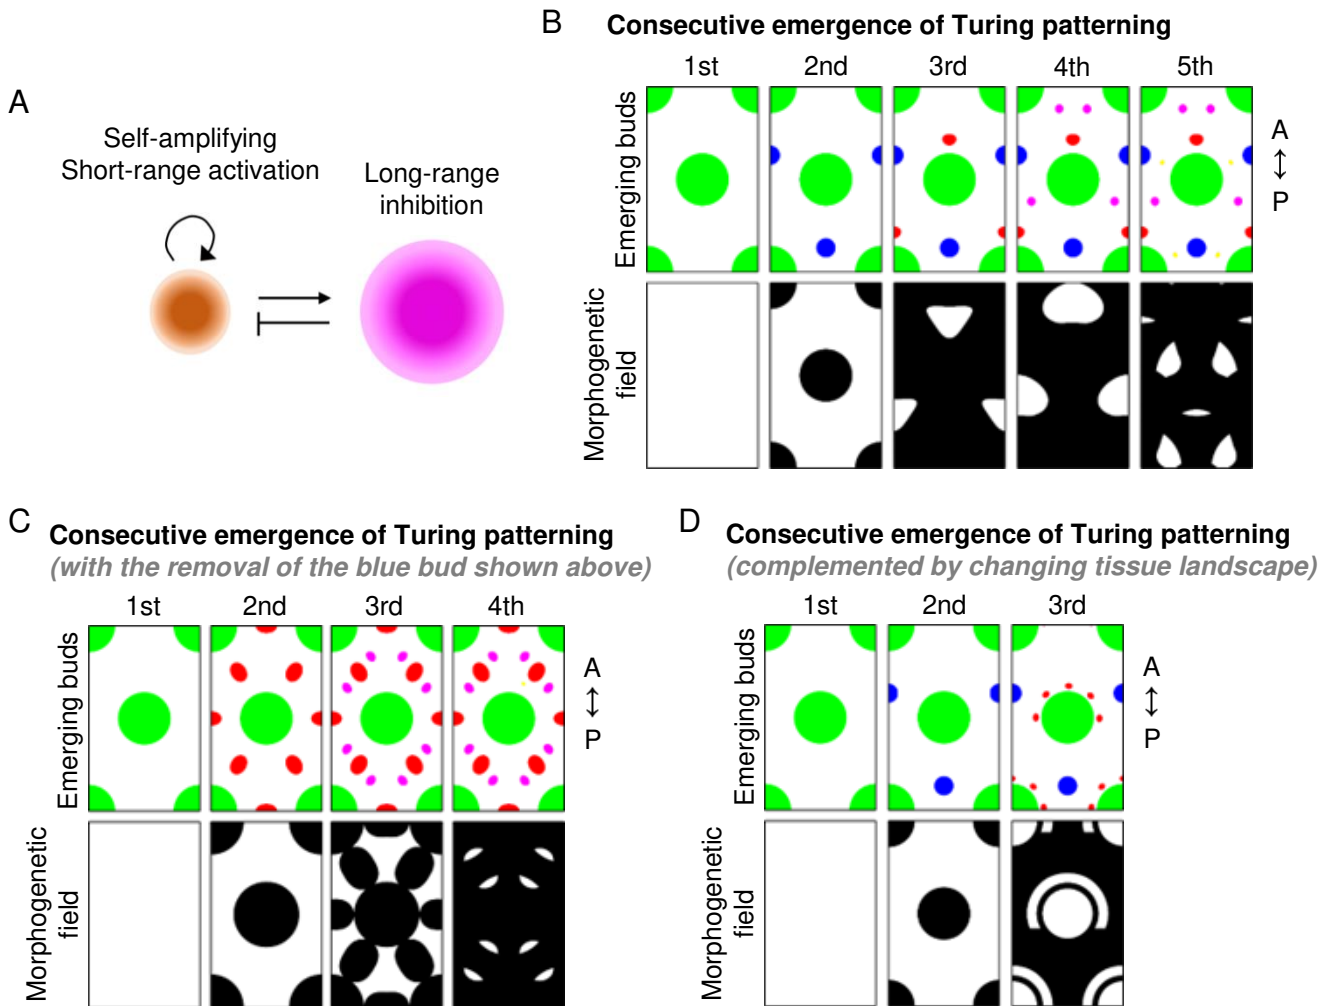 A
Self-amplifying
Short-range activation
Long-range
inhibition
B
Consecutive emergence of Turing patterning
1st 2nd 3rd 4th 5th
Emerging buds
A
P
Morphogenetic
field
C
Consecutive emergence of Turing patterning
(with the removal of the blue bud shown above)
1st 2nd 3rd 4th
Emerging buds
A
P
Morphogenetic
field
D
Consecutive emergence of Turing patterning
(complemented by changing tissue landscape)
1st 2nd 3rd
Emerging buds
A
P
Morphogenetic
field